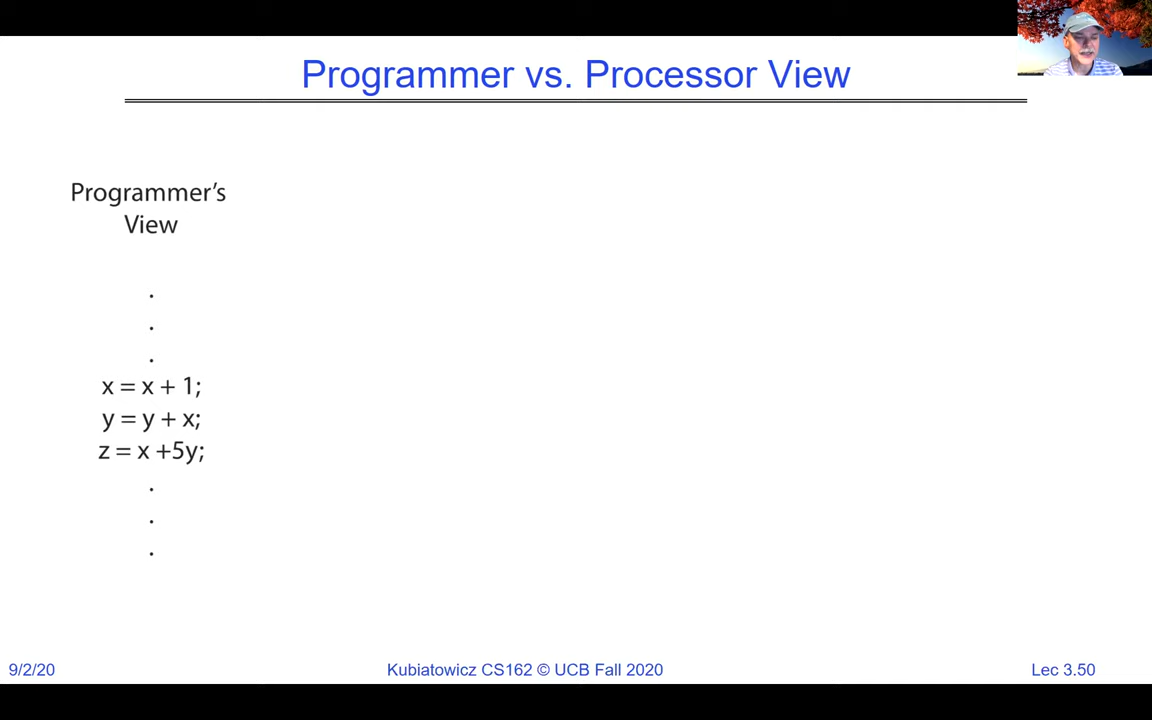 Programmer vs. Processor View
Programmer's
View
.
.
.
x = x + 1;
y = y + x;
z = x +5y;
.
.
.
9/2/20
Kubiatowicz CS162 © UCB Fall 2020
Lec 3.50